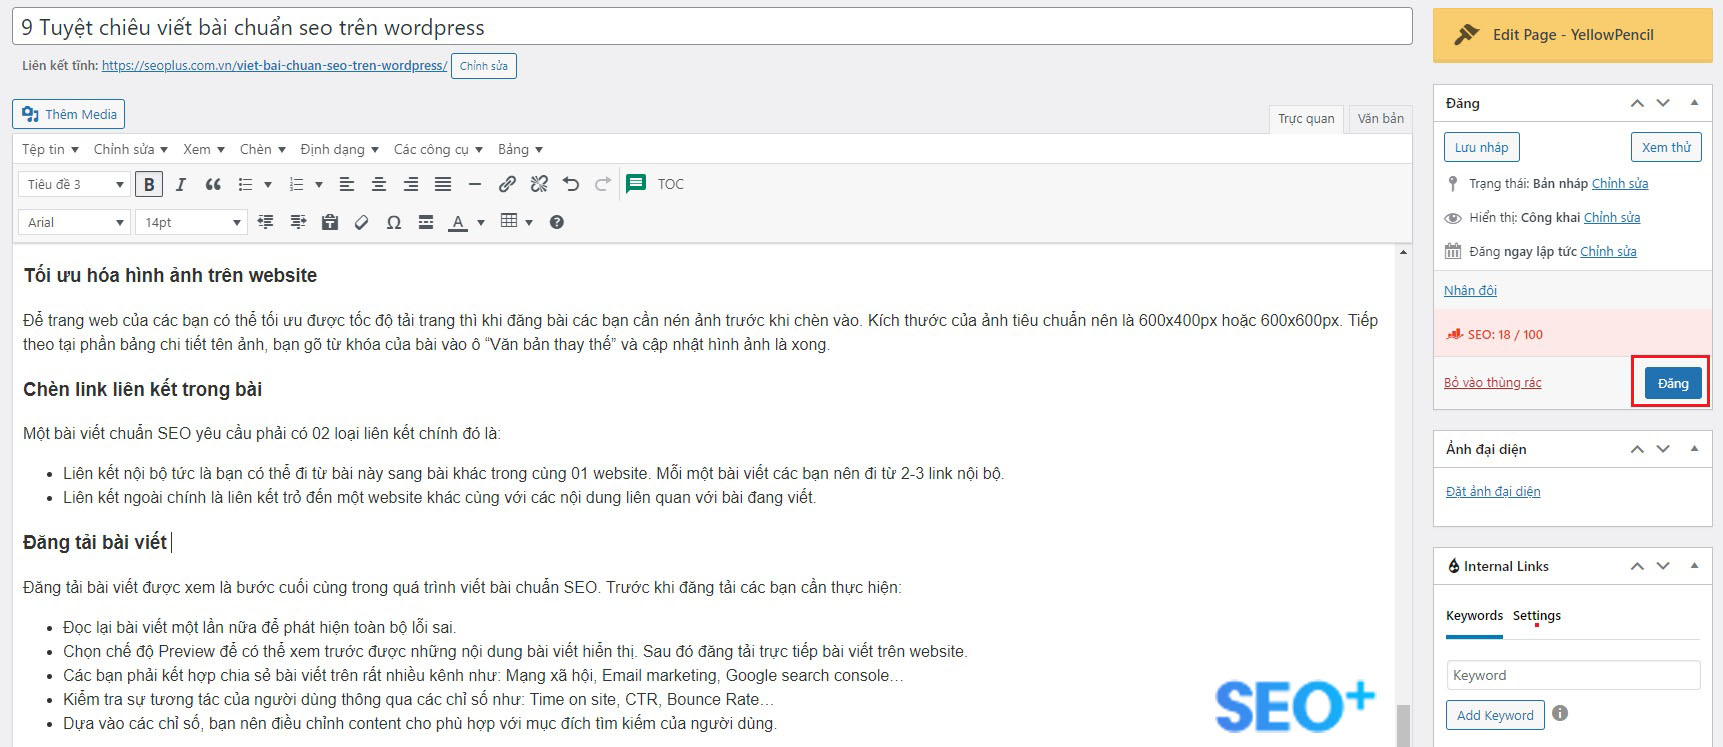 9 Tuyệt chiêu viết bài chuẩn seo trên wordpress
Liên kết tĩnh: https://seoplus.com.vn/viet-bai-chuan-seo-tren-wordpress/ Chỉnh sửa
Thêm Media
Trực quan Văn bản
Tệp tin Chỉnh sửa Xem Chèn Định dạng Các công cụ Bảng
Tiêu đề 3 B I TOC
Arial 14pt A
Tối ưu hóa hình ảnh trên website
Để trang web của các bạn có thể tối ưu được tốc độ tải trang thì khi đăng bài các bạn cần nén ảnh trước khi chèn vào. Kích thước của ảnh tiêu chuẩn nên là 600x400px hoặc 600x600px. Tiếp
theo tại phần bảng chi tiết tên ảnh, bạn gõ từ khóa của bài vào ô “Văn bản thay thế” và cập nhật hình ảnh là xong.
Chèn link liên kết trong bài
Một bài viết chuẩn SEO yêu cầu phải có 02 loại liên kết chính đó là:
• Liên kết nội bộ tức là bạn có thể đi từ bài này sang bài khác trong cùng 01 website. Mỗi một bài viết các bạn nên đi từ 2-3 link nội bộ.
• Liên kết ngoài chính là liên kết trỏ đến một website khác cùng với các nội dung liên quan với bài đang viết.
Đăng tải bài viết
Đăng tải bài viết được xem là bước cuối cùng trong quá trình viết bài chuẩn SEO. Trước khi đăng tải các bạn cần thực hiện:
• Đọc lại bài viết một lần nữa để phát hiện toàn bộ lỗi sai.
• Chọn chế độ Preview để có thể xem trước được những nội dung bài viết hiển thị. Sau đó đăng tải trực tiếp bài viết trên website.
• Các bạn phải kết hợp chia sẻ bài viết trên rất nhiều kênh như: Mạng xã hội, Email marketing, Google search console…
• Kiểm tra sự tương tác của người dùng thông qua các chỉ số như: Time on site, CTR, Bounce Rate…
• Dựa vào các chỉ số, bạn nên điều chỉnh content cho phù hợp với mục đích tìm kiếm của người dùng.
SEO+
Edit Page - YellowPencil
Đăng
Lưu nháp Xem thử
Trạng thái: Bản nháp Chỉnh sửa
Hiển thị: Công khai Chỉnh sửa
Đăng ngay lập tức Chỉnh sửa
Nhân đôi
SEO: 18 / 100
Bỏ vào thùng rác Đăng
Ảnh đại diện
Đặt ảnh đại diện
Internal Links
Keywords Settings
Keyword
Add Keyword